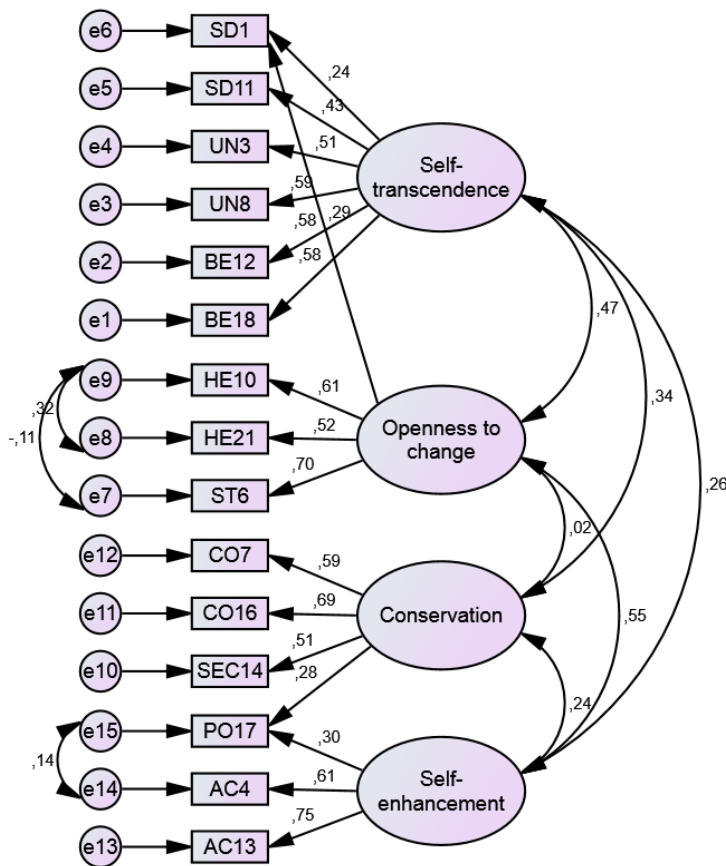 e6
SD1
,24
e5
SD11
,43
e4
UN3
,51
Self-
transcendence
e3
UN8
,59
,29
e2
BE12
,58
,58
e1
BE18
,47
e9
HE10
,61
,34
,32
-,11
e8
HE21
,52
Openness to
change
e7
ST6
,70
,26
e12
CO7
,59
,02
e11
CO16
,69
Conservation
,55
e10
SEC14
,51
,28
e15
PO17
,30
,24
,14
e14
AC4
,61
Self-
enhancement
e13
AC13
,75